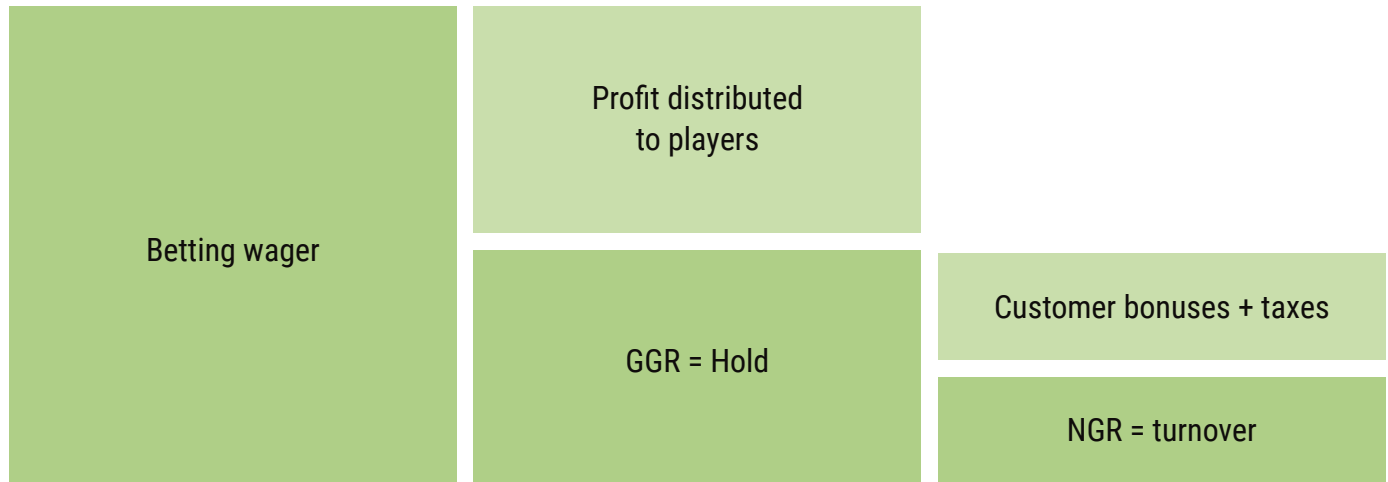 Betting wager
Profit distributed
to players
GGR = Hold
Customer bonuses + taxes
NGR = turnover